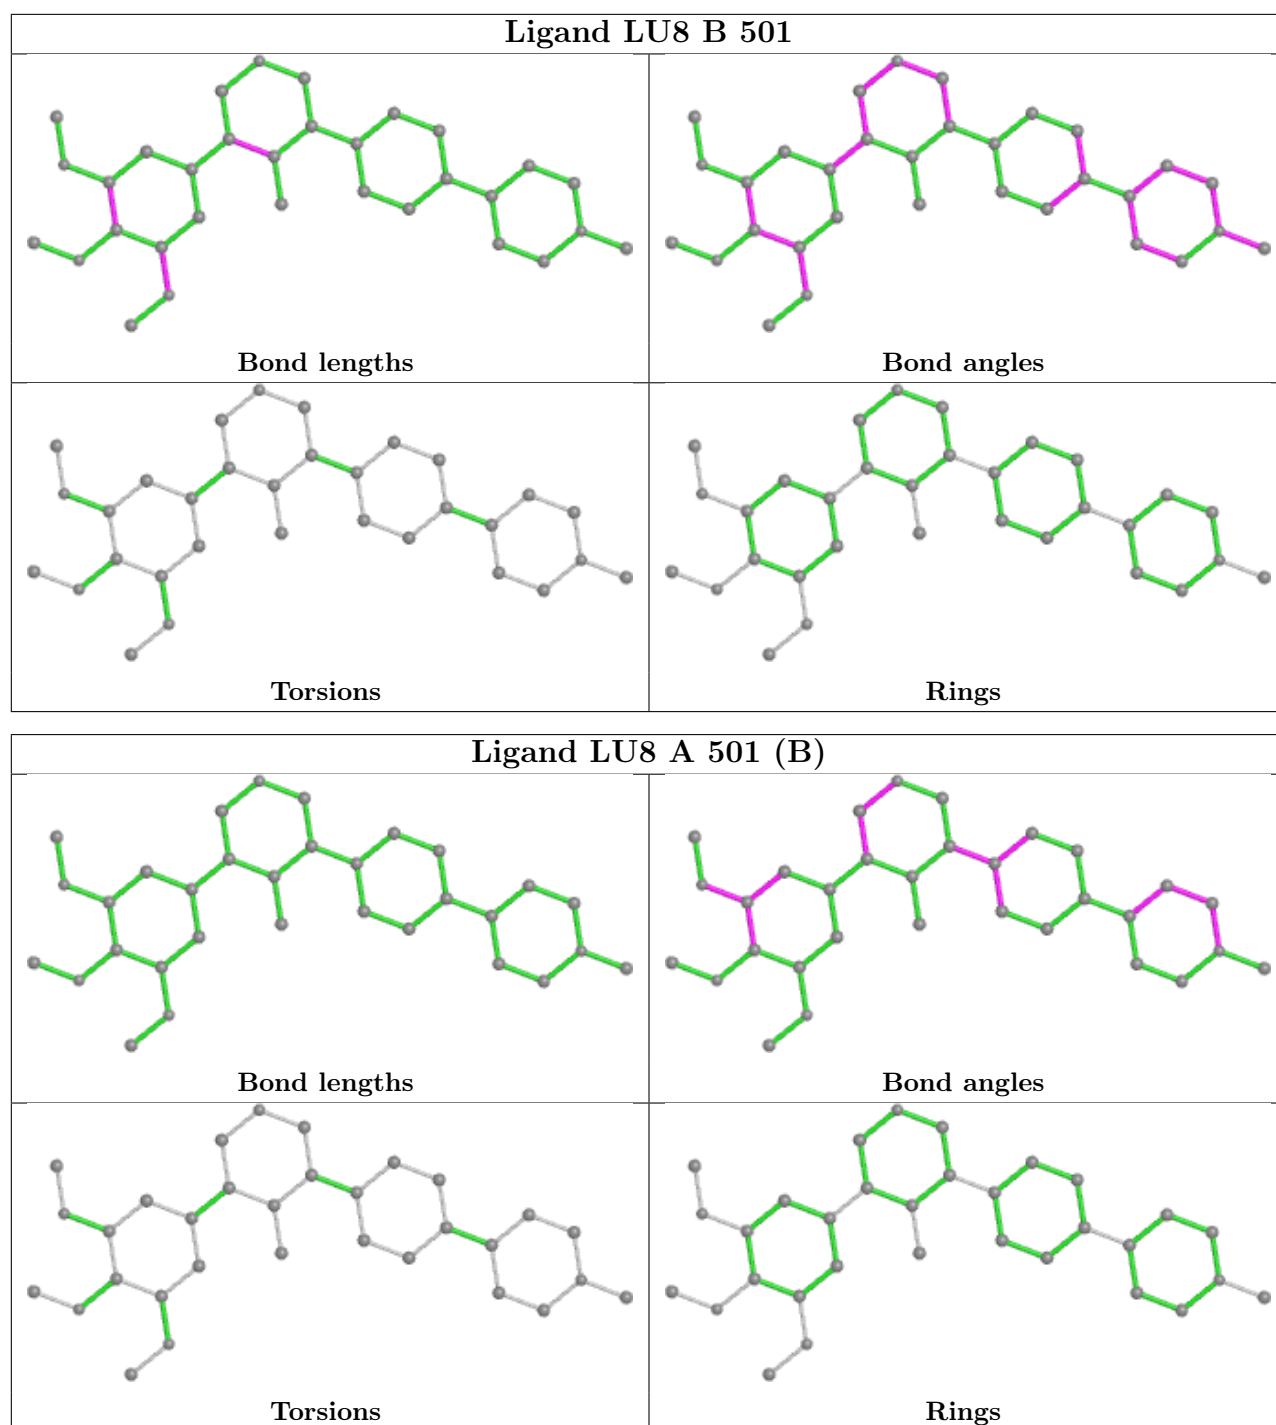 Ligand LU8 B 501
Bond lengths
Bond angles
Torsions
Rings
Ligand LU8 A 501 (B)
Bond lengths
Bond angles
Torsions
Rings